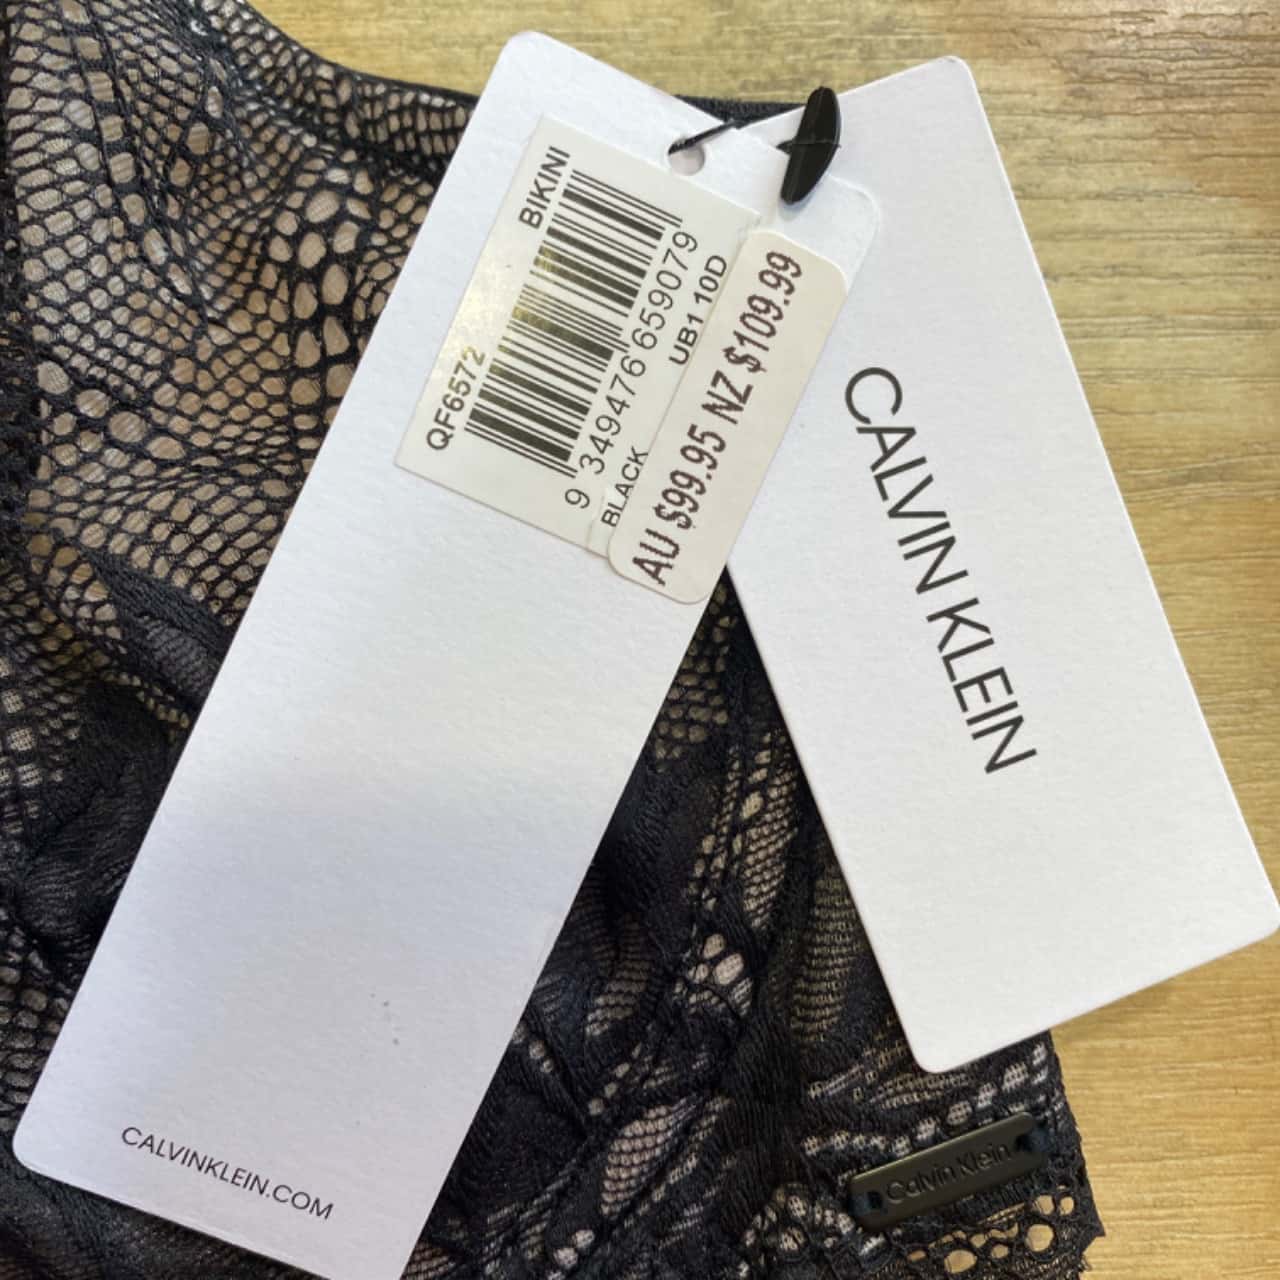 QF6572 BIKINI
9 349476 659079
BLACK UB1 10D
AU $99.95 NZ $109.99
CALVINKLEIN.COM
CALVIN KLEIN
Calvin Klein